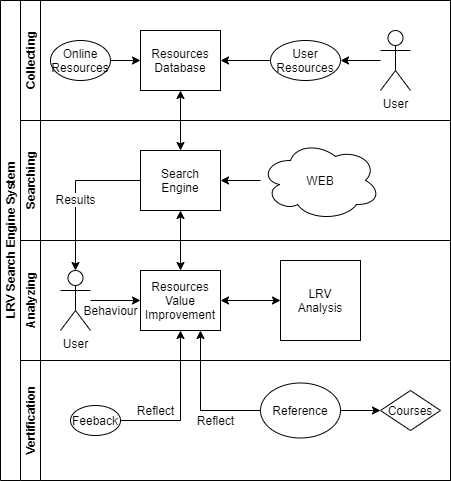 LRV Search Engine System
Collecting
Online
Resources
Resources
Database
User
Resources
User
Searching
Search
Engine
WEB
Results
Analyzing
User
Behaviour
Resources
Value
Improvement
LRV
Analysis
Vertification
Feeback
Reflect
Reflect
Reference
Courses